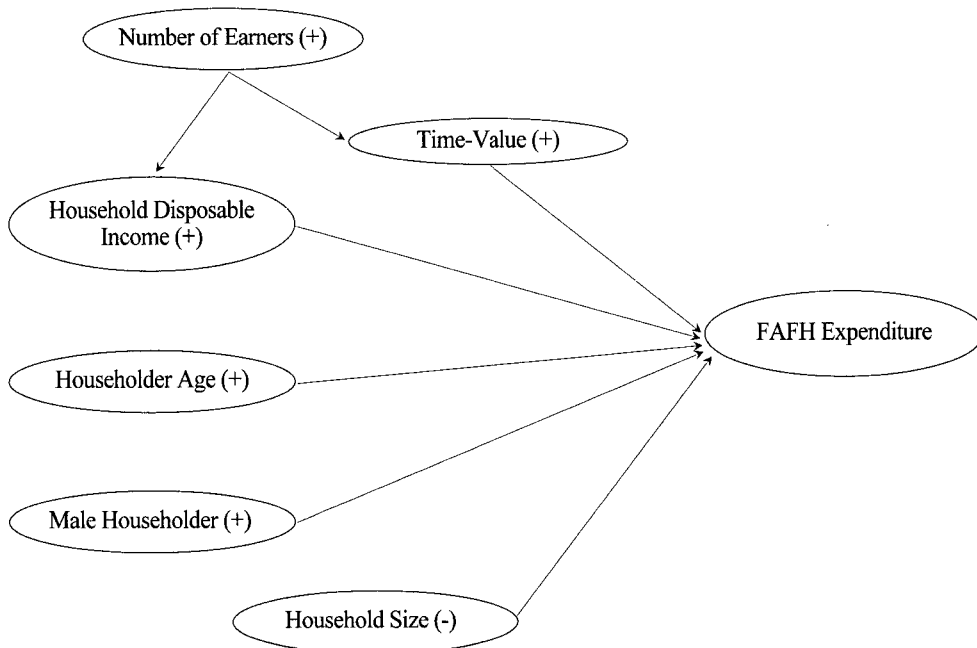 Number of Earners (+)
Time-Value (+)
Household Disposable
Income (+)
FAFH Expenditure
Householder Age (+)
Male Householder (+)
Household Size (-)